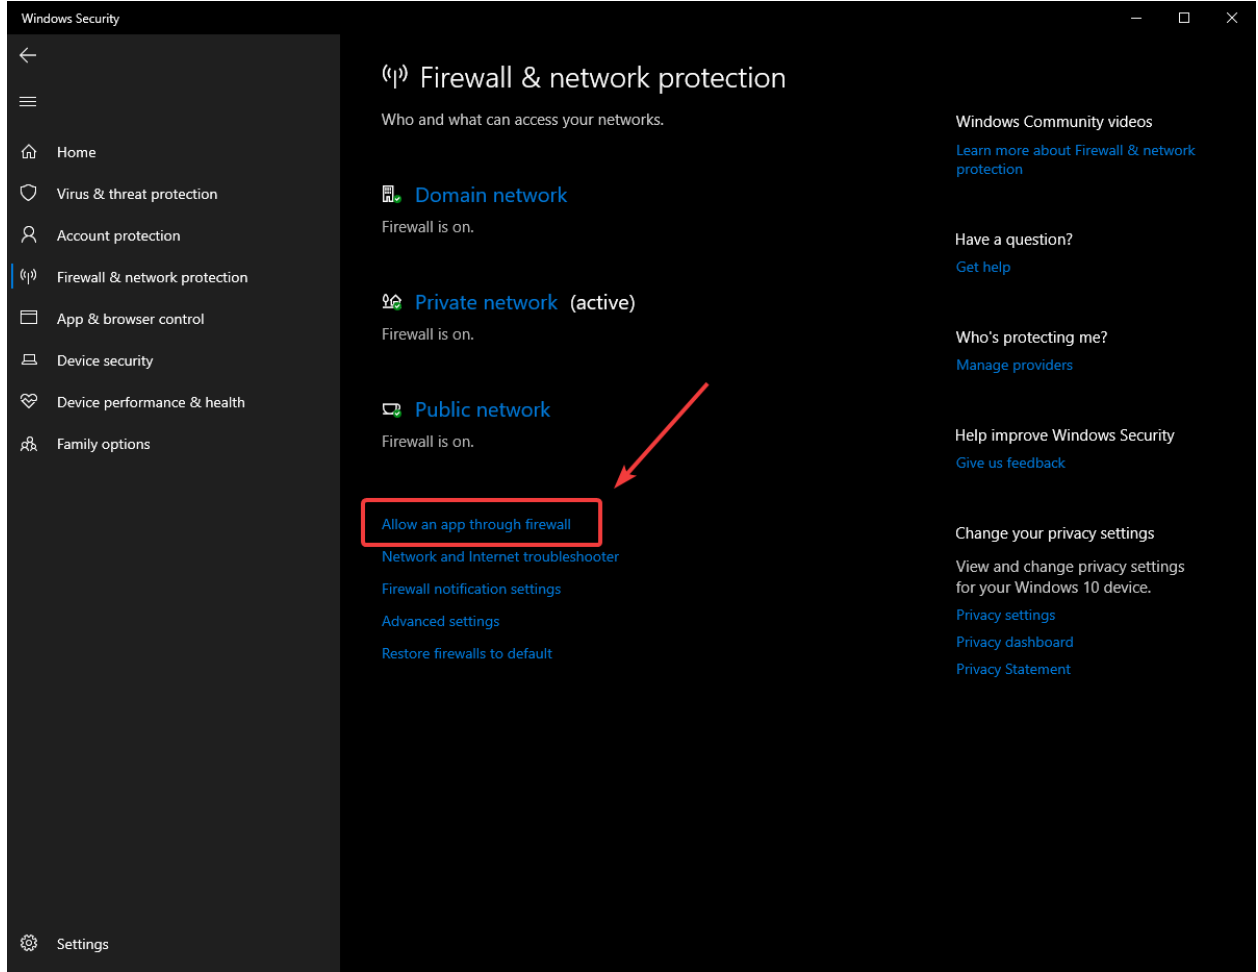 Windows Security
Home
Virus & threat protection
Account protection
Firewall & network protection
App & browser control
Device security
Device performance & health
Family options
Settings
Firewall & network protection
Who and what can access your networks.
Domain network
Firewall is on.
Private network (active)
Firewall is on.
Public network
Firewall is on.
Allow an app through firewall
Network and Internet troubleshooter
Firewall notification settings
Advanced settings
Restore firewalls to default
Windows Community videos
Learn more about Firewall & network
protection
Have a question?
Get help
Who's protecting me?
Manage providers
Help improve Windows Security
Give us feedback
Change your privacy settings
View and change privacy settings
for your Windows 10 device.
Privacy settings
Privacy dashboard
Privacy Statement